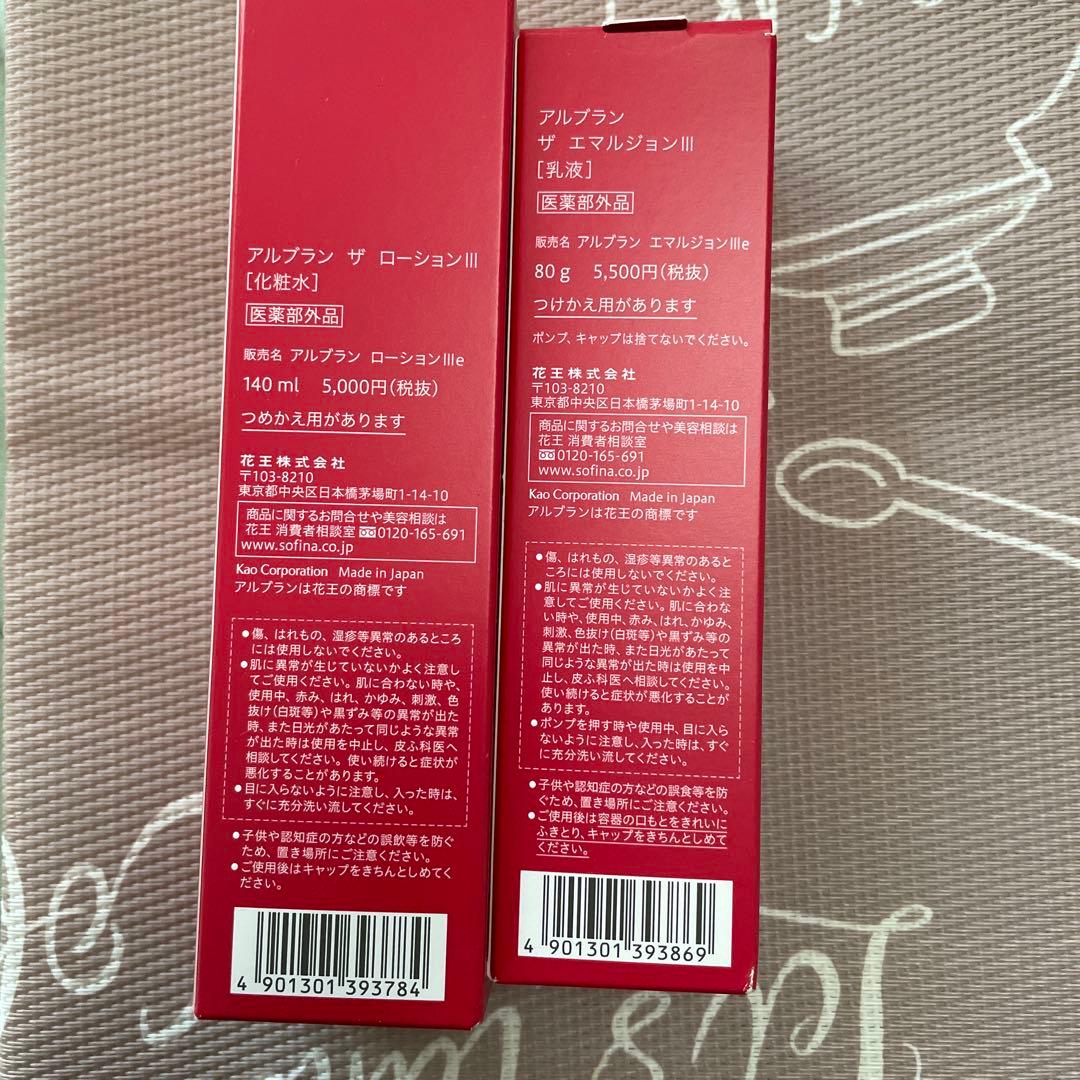 アルブラン ザ ローションIII
[化粧水]
医薬部外品
販売名 アルブラン ローションIIIe
140 ml 5,000円(税抜)
つめかえ用があります
花王株式会社
〒103-8210
東京都中央区日本橋茅場町1-14-10
商品に関するお問合せや美容相談は
花王 消費者相談室 0120-165-691
www.sofina.co.jp
Kao Corporation Made in Japan
アルブランは花王の商標です
●傷、はれもの、湿疹等異常のあるところ
には使用しないでください。
●肌に異常が生じていないかよく注意し
てご使用ください。肌に合わない時や、
使用中、赤み、はれ、かゆみ、刺激、色
抜け(白斑等)や黒ずみ等の異常が出た
時、また日光があたって同じような異常
が出た時は使用を中止し、皮ふ科医へ
相談してください。使い続けると症状が
悪化することがあります。
●目に入らないように注意し、入った時は、
すぐに充分洗い流してください。
●子供や認知症の方などの誤飲等を防ぐ
ため、置き場所にご注意ください。
●ご使用後はキャップをきちんとしめてく
ださい。
4 901301 393784
アルブラン
ザ エマルジョンIII
[乳液]
医薬部外品
販売名 アルブラン エマルジョンIIIe
80 g 5,500円(税抜)
つけかえ用があります
ポンプ、キャップは捨てないでください。
花王株式会社
〒103-8210
東京都中央区日本橋茅場町1-14-10
商品に関するお問合せや美容相談は
花王 消費者相談室
0120-165-691
www.sofina.co.jp
Kao Corporation Made in Japan
アルブランは花王の商標です
●傷、はれもの、湿疹等異常のあると
ころには使用しないでください。
●肌に異常が生じていないかよく注
意してご使用ください。肌に合わな
い時や、使用中、赤み、はれ、かゆみ、
刺激、色抜け(白斑等)や黒ずみ等の
異常が出た時、また日光があたって
同じような異常が出た時は使用を中
止し、皮ふ科医へ相談してください。
使い続けると症状が悪化することが
あります。
●ポンプを押す時や使用中、目に入ら
ないように注意し、入った時は、すぐ
に充分洗い流してください。
●子供や認知症の方などの誤食等を防
ぐため、置き場所にご注意ください。
●ご使用後は容器の口もとをきれいに
ふきとり、キャップをきちんとしめて
ください。
4 901301 393869